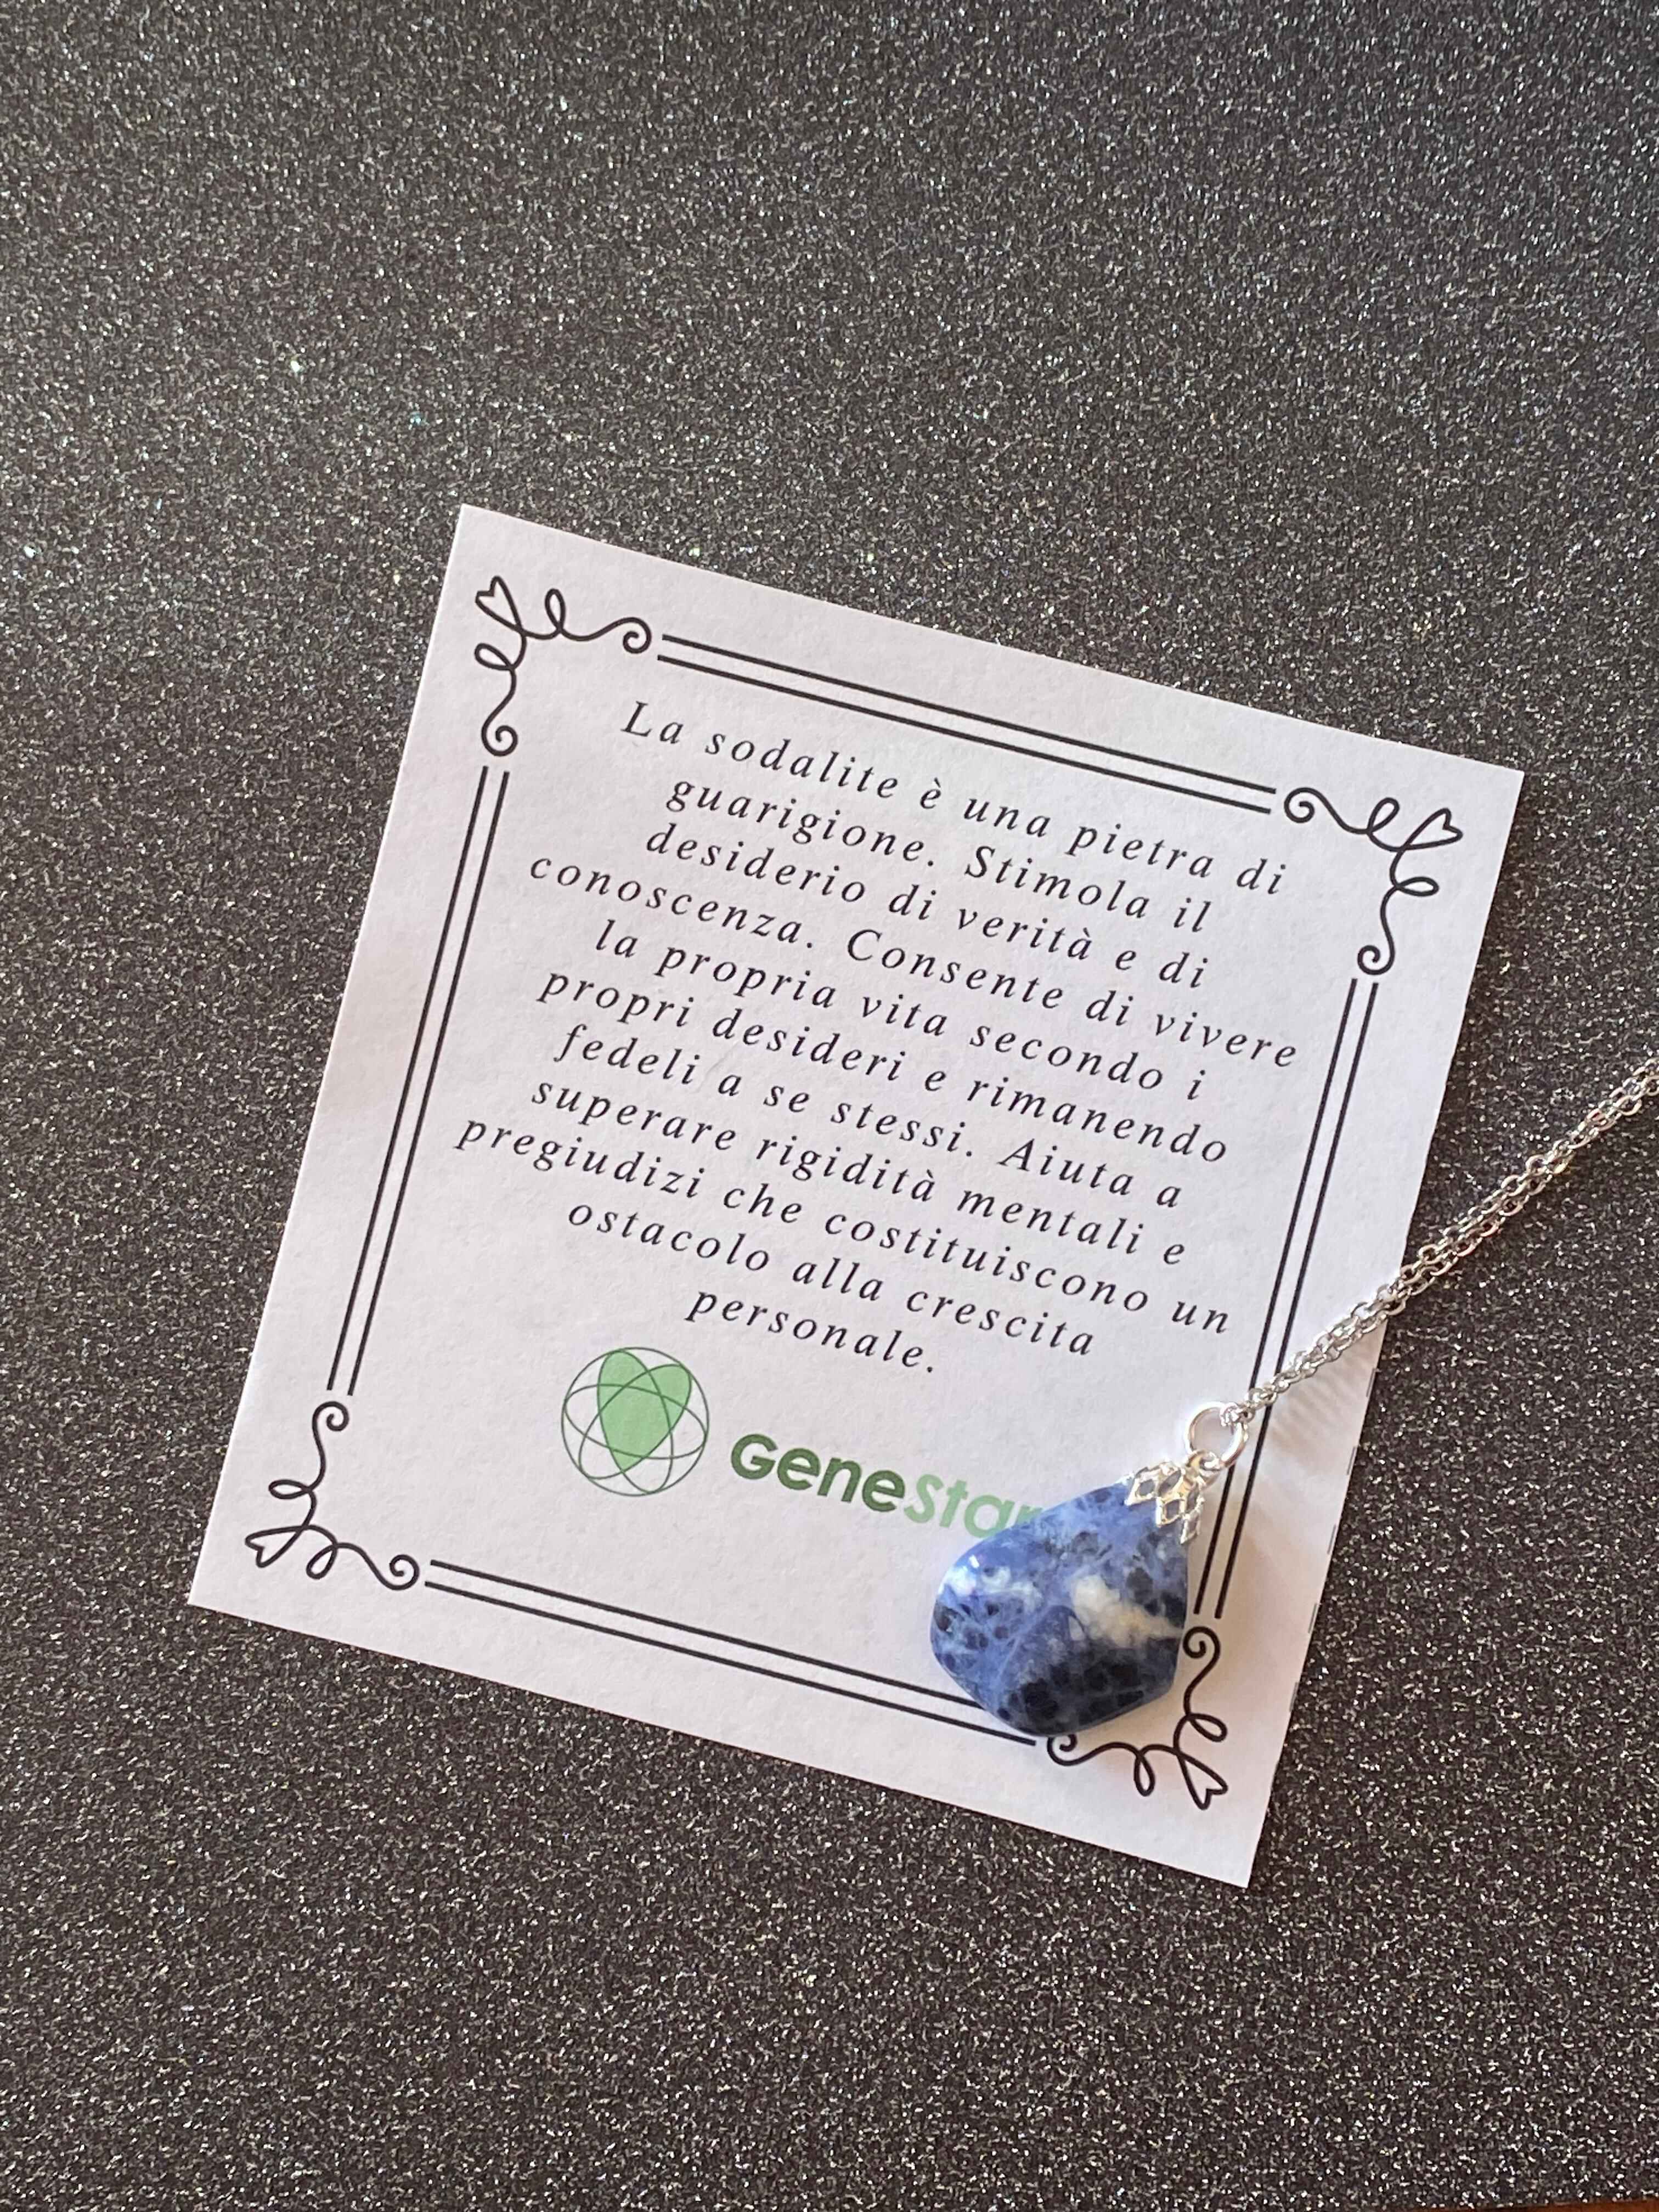 La sodalite è una pietra di
guarigione. Stimola il
desiderio di verità e di
conoscenza. Consente di vivere
la propria vita secondo i
propri desideri e rimanendo
fedeli a se stessi. Aiuta a
superare rigidità mentali e
pregiudizi che costituiscono un
ostacolo alla crescita
personale.
GeneStar